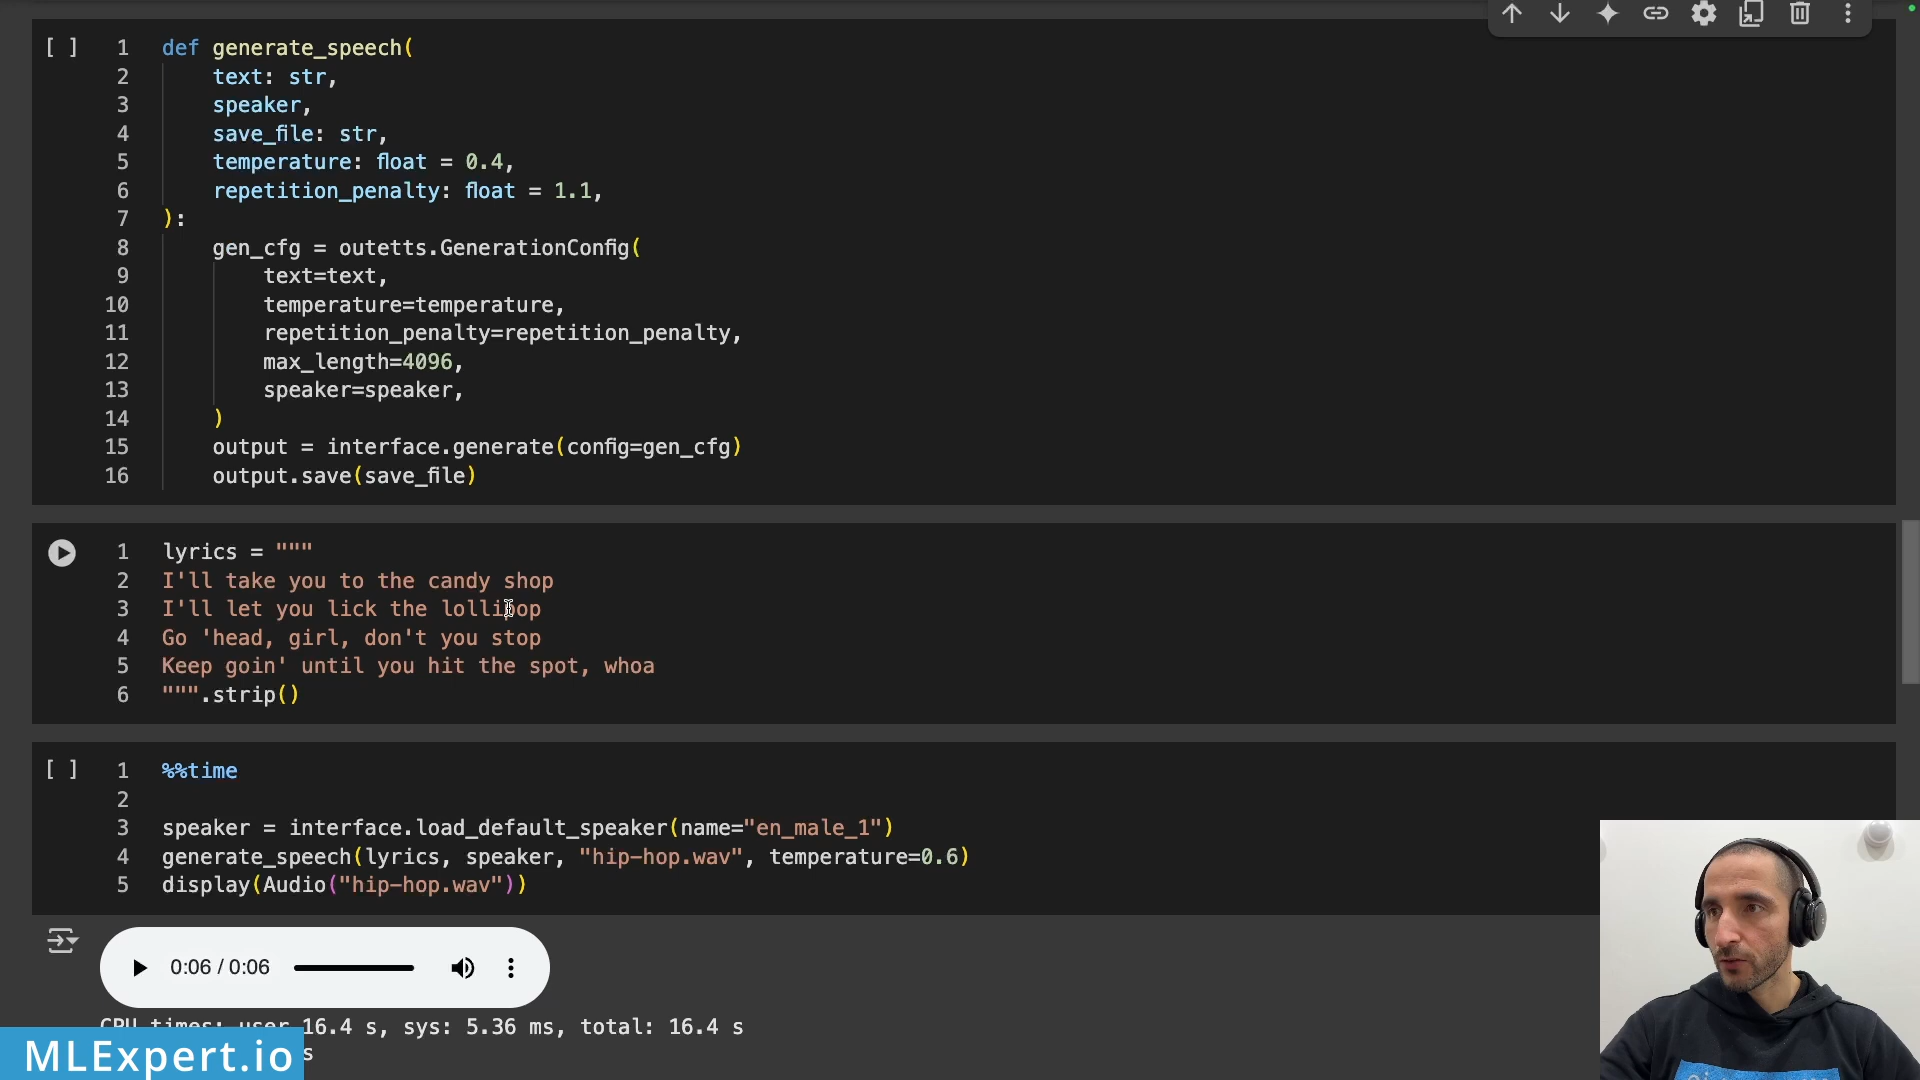 [ ] 1 def generate_speech(
2 text: str,
3 speaker,
4 save_file: str,
5 temperature: float = 0.4,
6 repetition_penalty: float = 1.1,
7 ):
8 gen_cfg = outetts.GenerationConfig(
9 text=text,
10 temperature=temperature,
11 repetition_penalty=repetition_penalty,
12 max_length=4096,
13 speaker=speaker,
14 )
15 output = interface.generate(config=gen_cfg)
16 output.save(save_file)
1 lyrics = """
2 I'll take you to the candy shop
3 I'll let you lick the lollipop
4 Go 'head, girl, don't you stop
5 Keep goin' until you hit the spot, whoa
6 """.strip()
[ ] 1 %%time
2
3 speaker = interface.load_default_speaker(name="en_male_1")
4 generate_speech(lyrics, speaker, "hip-hop.wav", temperature=0.6)
5 display(Audio("hip-hop.wav"))
0:06 / 0:06
CPU times: user 16.4 s, sys: 5.36 ms, total: 16.4 s
s
MLExpert.io